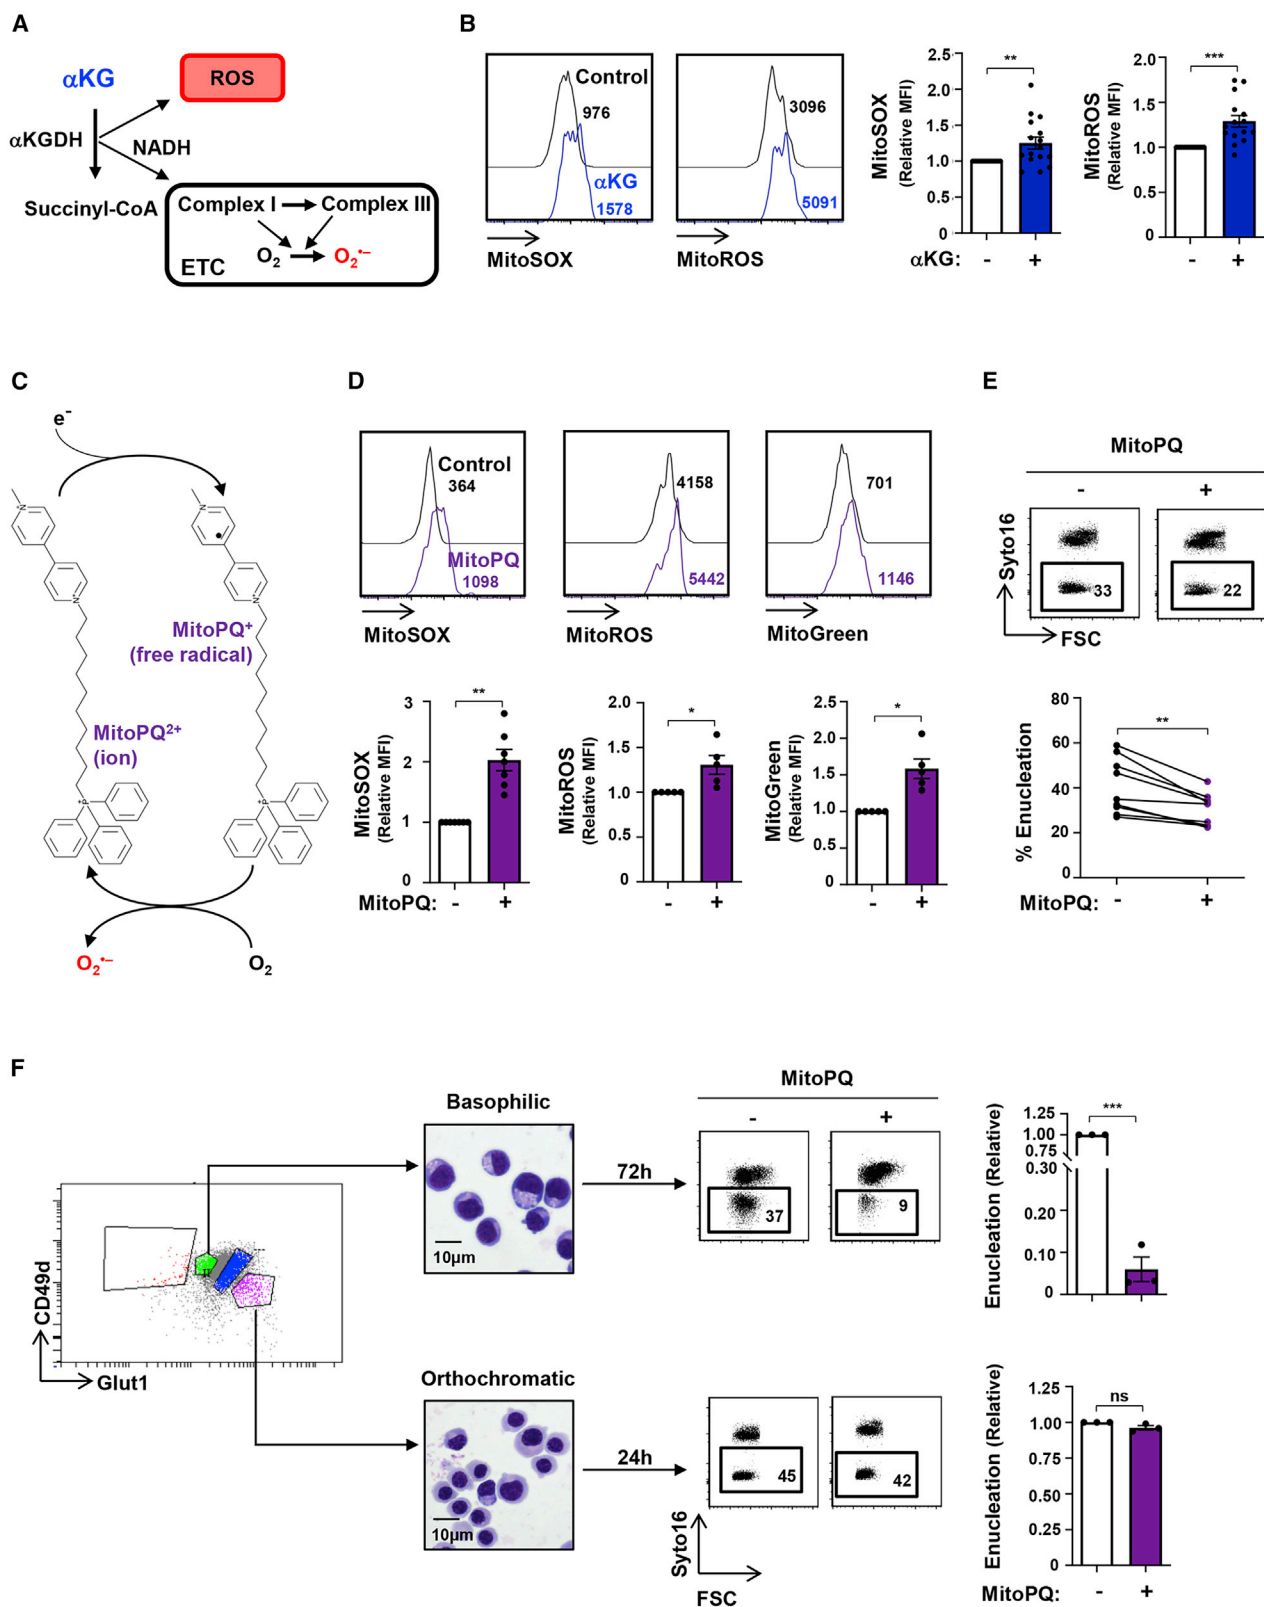 A
αKG
ROS
αKGDH
NADH
Succinyl-CoA
Complex I
Complex III
O₂
O₂•–
ETC
B
Control
976
αKG
1578
MitoSOX
3096
5091
MitoROS
MitoSOX
(Relative MFI)
2.5
2.0
1.5
1.0
0.5
0
**
MitoROS
(Relative MFI)
2.0
1.5
1.0
0.5
0
***
αKG: - +
- +
C
e⁻
N
N
N
N
MitoPQ⁺
(free radical)
MitoPQ²⁺
(ion)
P
P
O₂•–
O₂
D
Control
364
MitoPQ
1098
MitoSOX
4158
5442
MitoROS
701
1146
MitoGreen
MitoSOX
(Relative MFI)
3
2
1
0
**
MitoROS
(Relative MFI)
2.0
1.5
1.0
0.5
0
*
MitoGreen
(Relative MFI)
2.5
2.0
1.5
1.0
0.5
0
*
MitoPQ: - +
- +
- +
E
MitoPQ
- +
Syto16
33
22
FSC
% Enucleation
80
60
40
20
0
**
MitoPQ: - +
F
CD49d
Glut1
Basophilic
10µm
72h
MitoPQ
- +
37
9
Enucleation (Relative)
1.25
1.00
0.75
0.30
0.20
0.10
0
***
Orthochromatic
10µm
24h
45
42
Syto16
FSC
Enucleation (Relative)
1.25
1.00
0.75
0.50
0.25
0
ns
MitoPQ: - +